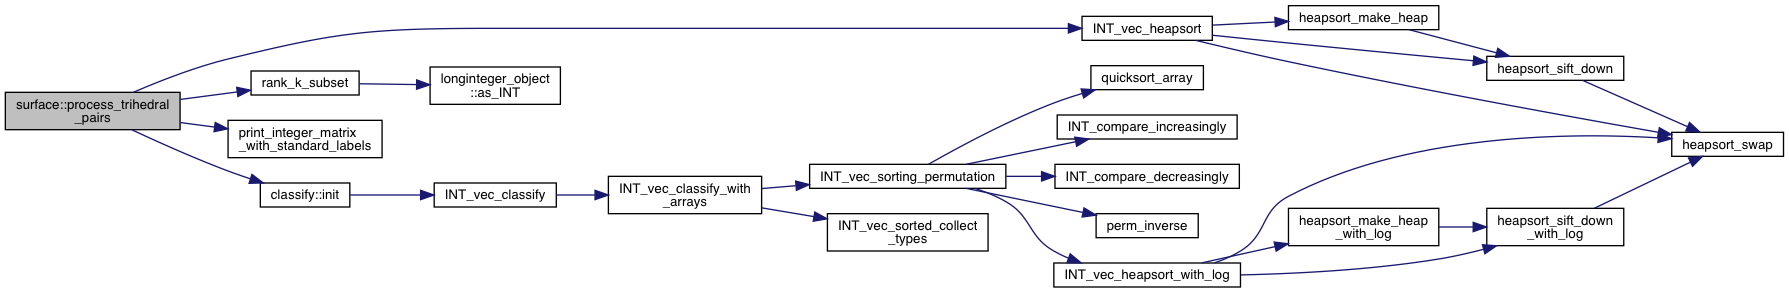 surface::process_trihedral
_pairs
rank_k_subset
longinteger_object
::as_INT
print_integer_matrix
_with_standard_labels
classify::init
INT_vec_classify
INT_vec_classify_with
_arrays
INT_vec_sorting_permutation
INT_vec_sorted_collect
_types
INT_vec_heapsort
quicksort_array
INT_compare_increasingly
INT_compare_decreasingly
perm_inverse
INT_vec_heapsort_with_log
heapsort_make_heap
heapsort_sift_down
heapsort_swap
heapsort_make_heap
_with_log
heapsort_sift_down
_with_log